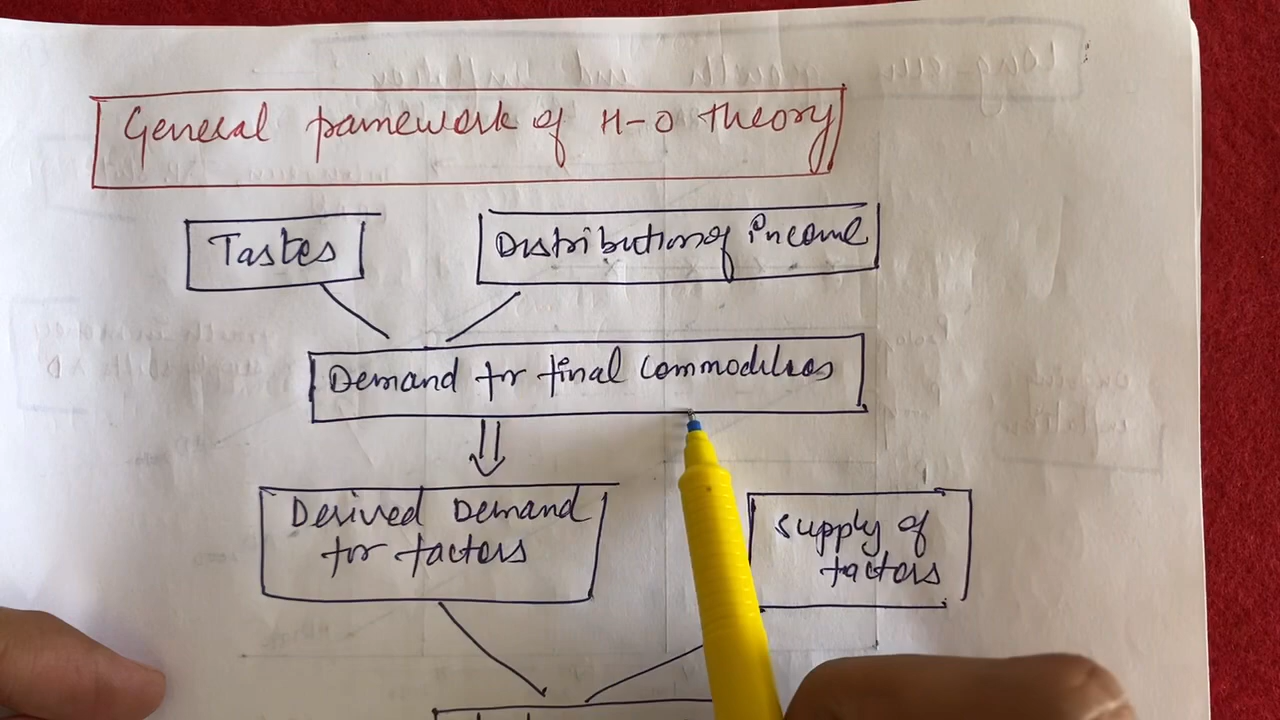 General framework of H-O theory
Tastes
Distribution of income
Demand for final commodities
Derived Demand
for factors
Supply of
factors